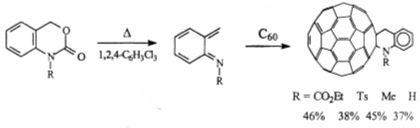 O
N
O
R
Δ
1,2,4-C6H3Cl3
N
R
C60
N
R
R = CO2Et Ts Me H
46% 38% 45% 37%